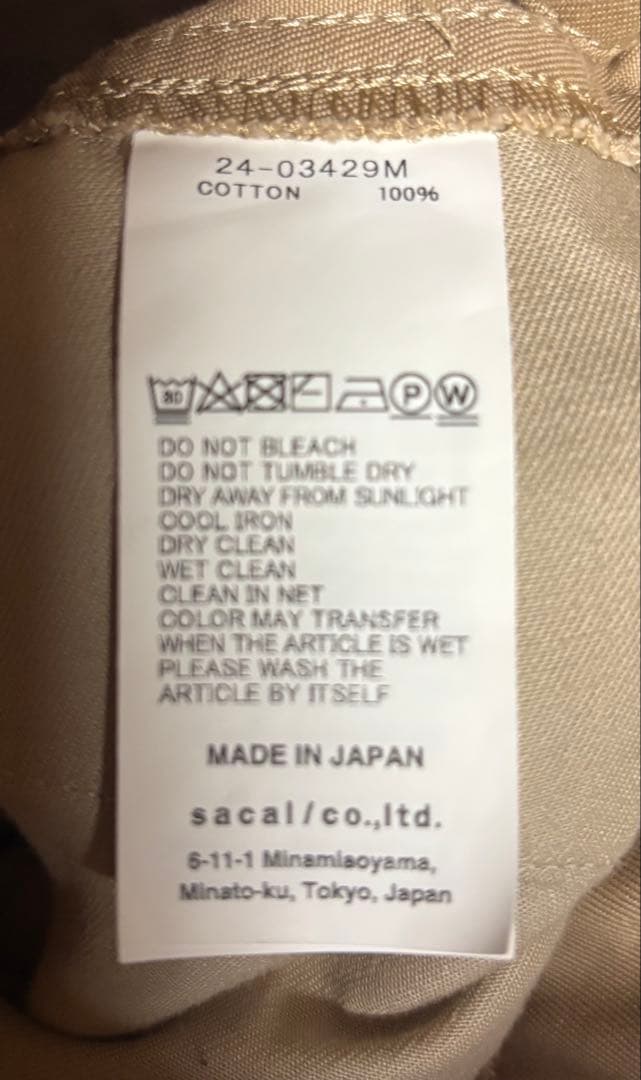 24-03429M
COTTON 100%
P W
DO NOT BLEACH
DO NOT TUMBLE DRY
DRY AWAY FROM SUNLIGHT
COOL IRON
DRY CLEAN
WET CLEAN
CLEAN IN NET
COLOR MAY TRANSFER
WHEN THE ARTICLE IS WET
PLEASE WASH THE
ARTICLE BY ITSELF
MADE IN JAPAN
sacai/co.,ltd.
6-11-1 Minamiaoyama,
Minato-ku, Tokyo, Japan